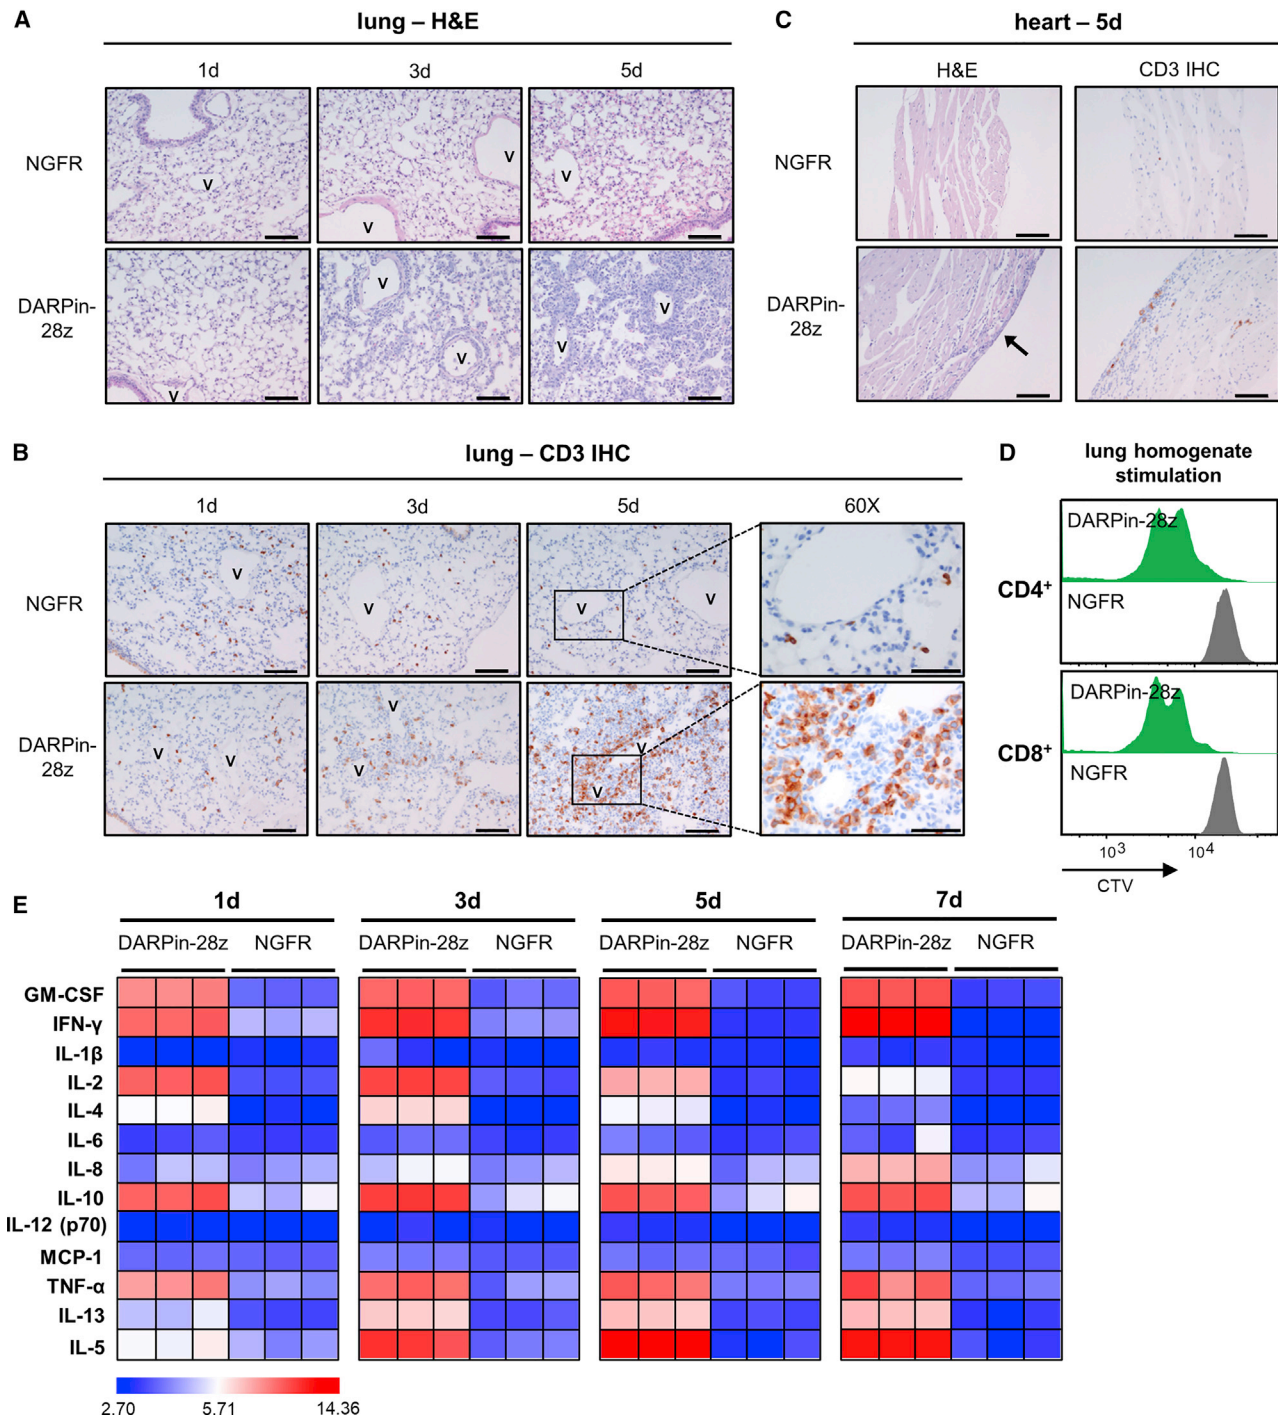 A
lung – H&E
1d 3d 5d
NGFR
V
V
V
V
DARPin-
28z
V
V
V
V
V
C
heart – 5d
H&E CD3 IHC
NGFR
DARPin-
28z
B
lung – CD3 IHC
1d 3d 5d 60X
NGFR
V
V
V
V
DARPin-
28z
V
V
V
V
V
V
D
lung homogenate
stimulation
DARPin-28z
CD4+
NGFR
DARPin-28z
CD8+
NGFR
10³ 10⁴
CTV
E
1d 3d 5d 7d
DARPin-28z NGFR DARPin-28z NGFR DARPin-28z NGFR DARPin-28z NGFR
GM-CSF
IFN-γ
IL-1β
IL-2
IL-4
IL-6
IL-8
IL-10
IL-12 (p70)
MCP-1
TNF-α
IL-13
IL-5
2.70 5.71 14.36